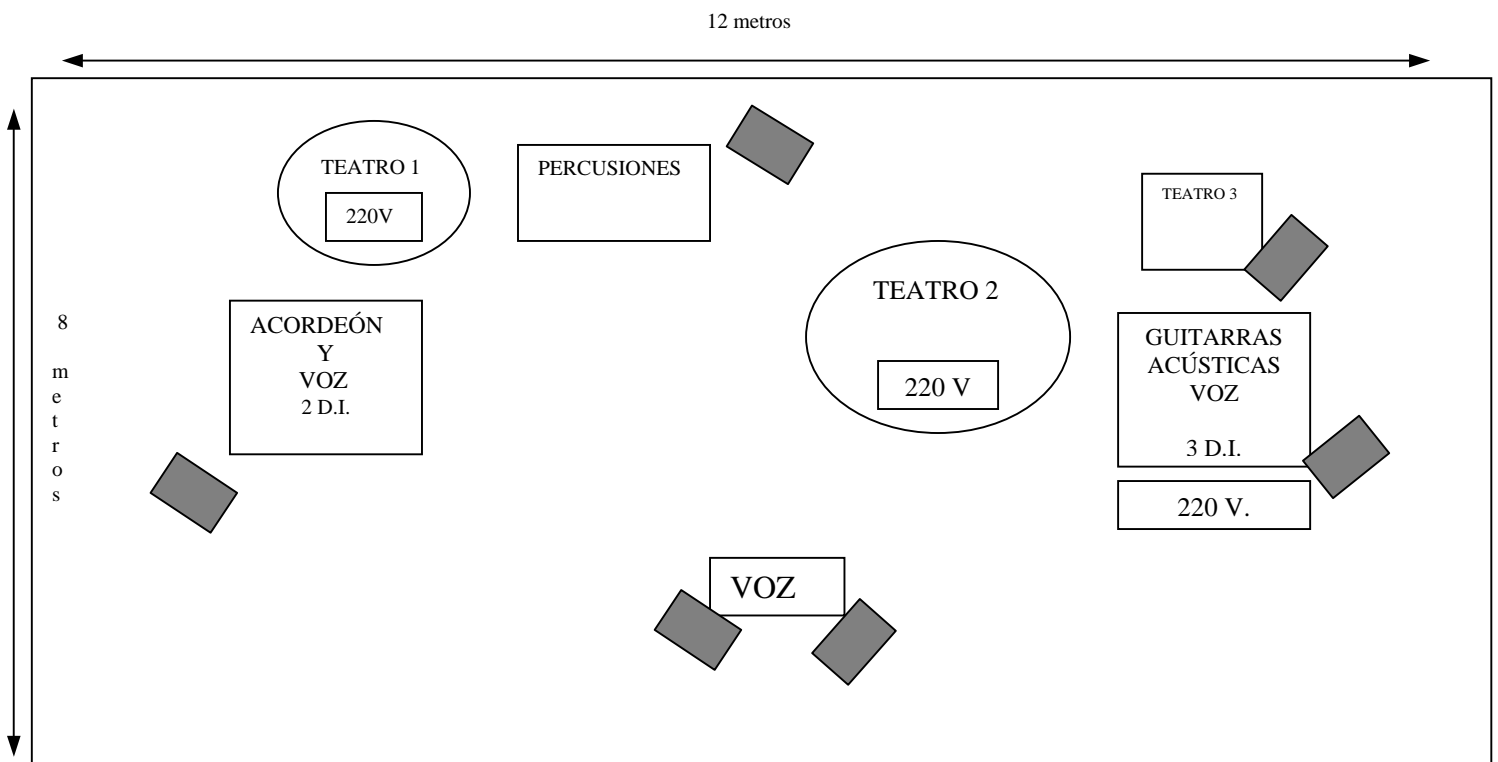 12 metros
TEATRO 1
220V
PERCUSIONES
TEATRO 3
TEATRO 2
220 V
8
metros
ACORDEÓN
Y
VOZ
2 D.I.
GUITARRAS
ACÚSTICAS
VOZ
3 D.I.
220 V.
VOZ